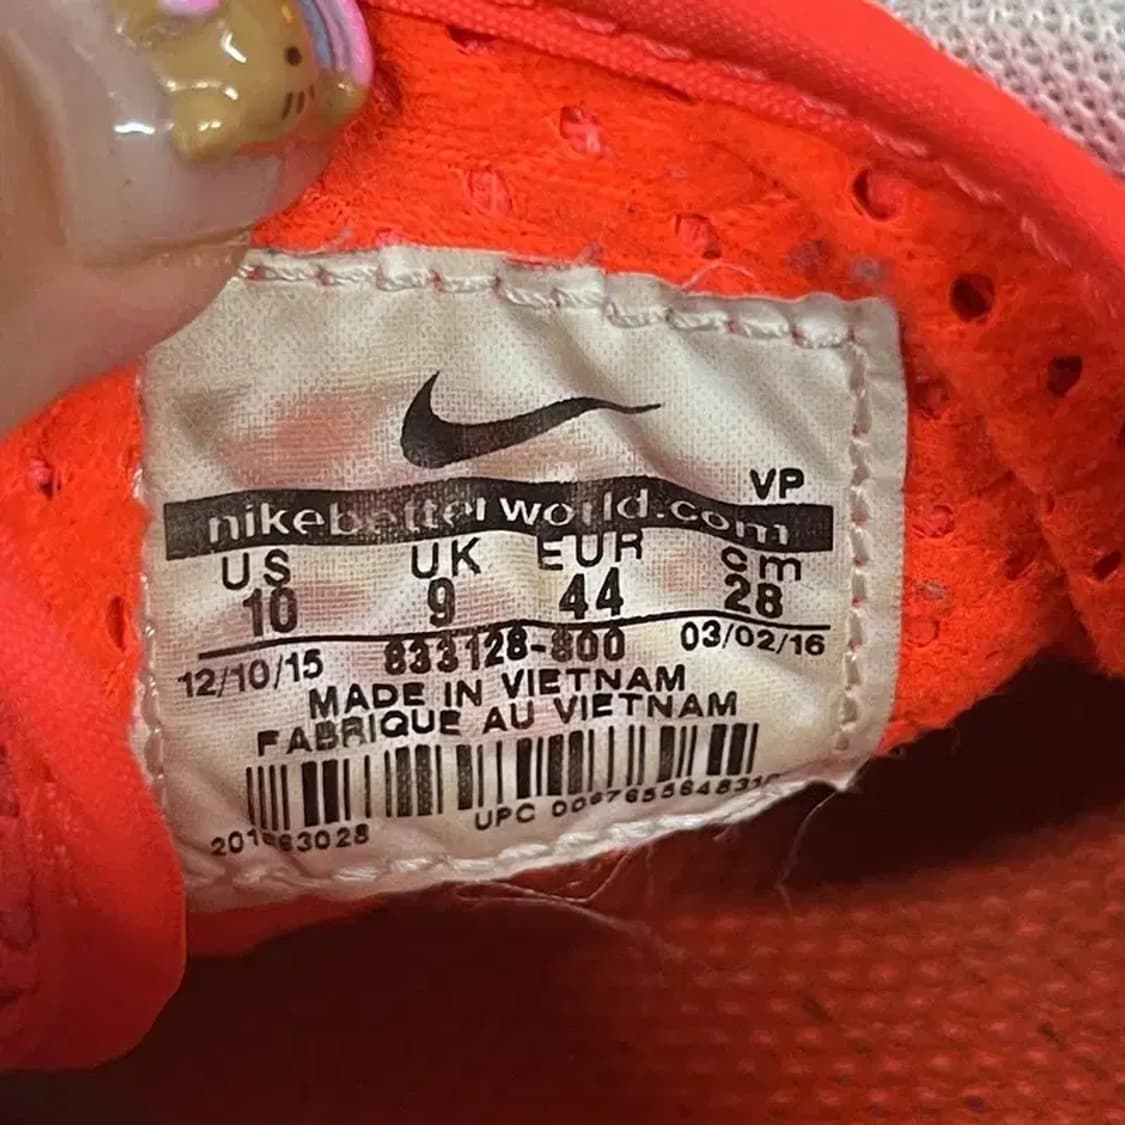 VP
nikebetterworld.com
US UK EUR cm
10 9 44 28
12/10/15 833128-800 03/02/16
MADE IN VIETNAM
FABRIQUE AU VIETNAM
UPC